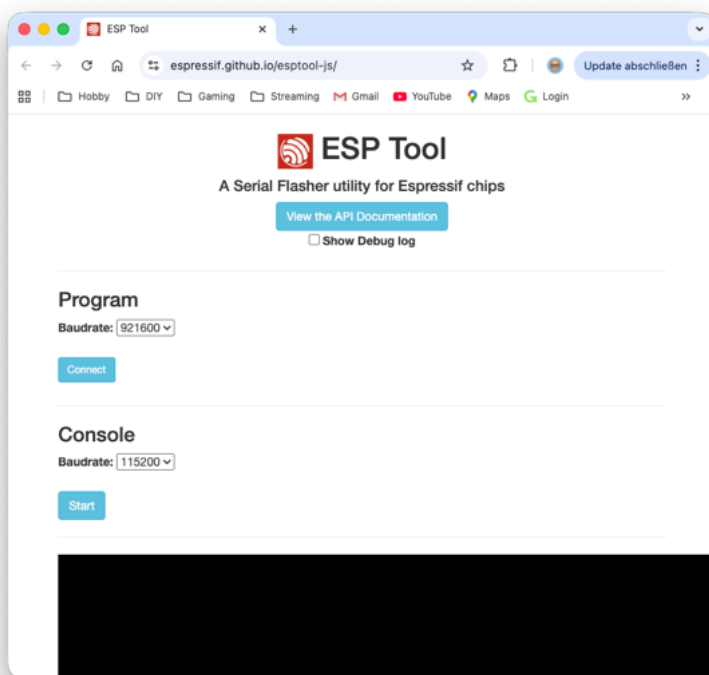 ESP Tool
espressif.github.io/esptool-js/
Update abschließen
Hobby DIY Gaming Streaming Gmail YouTube Maps Login
ESP Tool
A Serial Flasher utility for Espressif chips
View the API Documentation
Show Debug log
Program
Baudrate: 921600
Connect
Console
Baudrate: 115200
Start